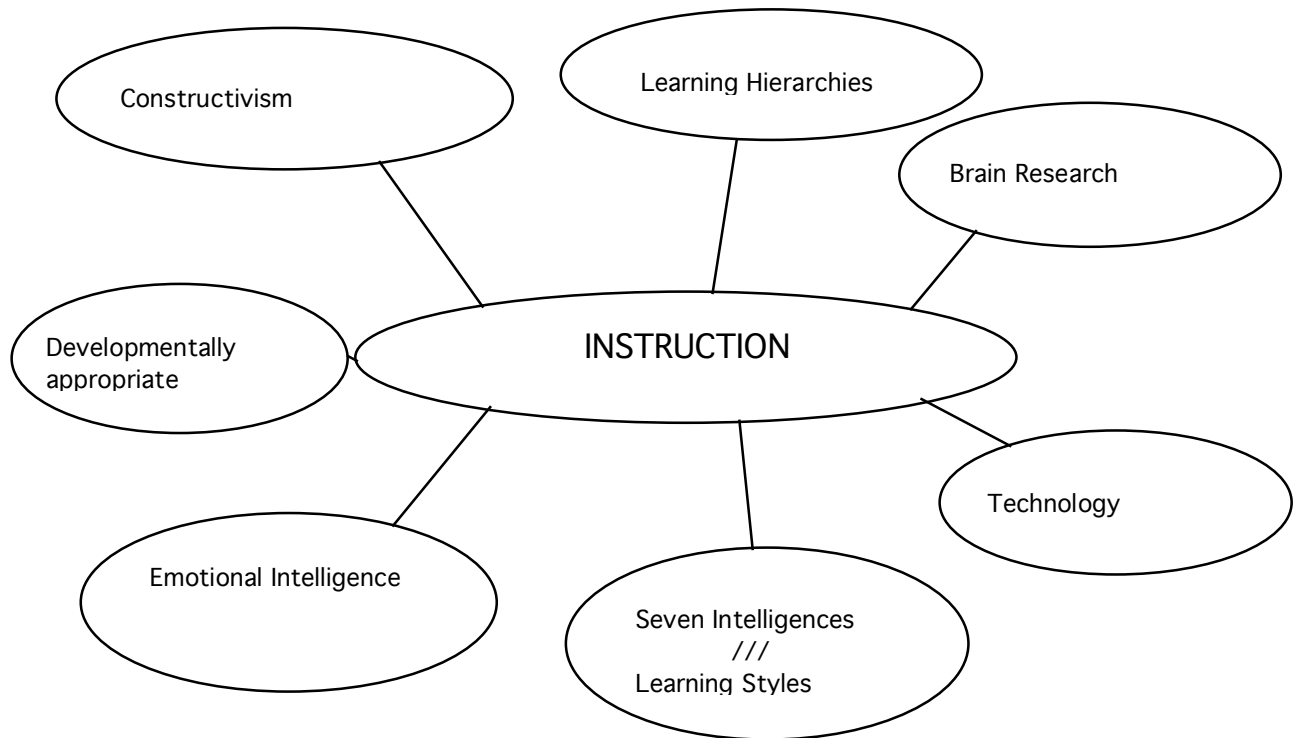 Constructivism
Learning Hierarchies
Brain Research
INSTRUCTION
Developmentally
appropriate
Technology
Emotional Intelligence
Seven Intelligences
///
Learning Styles